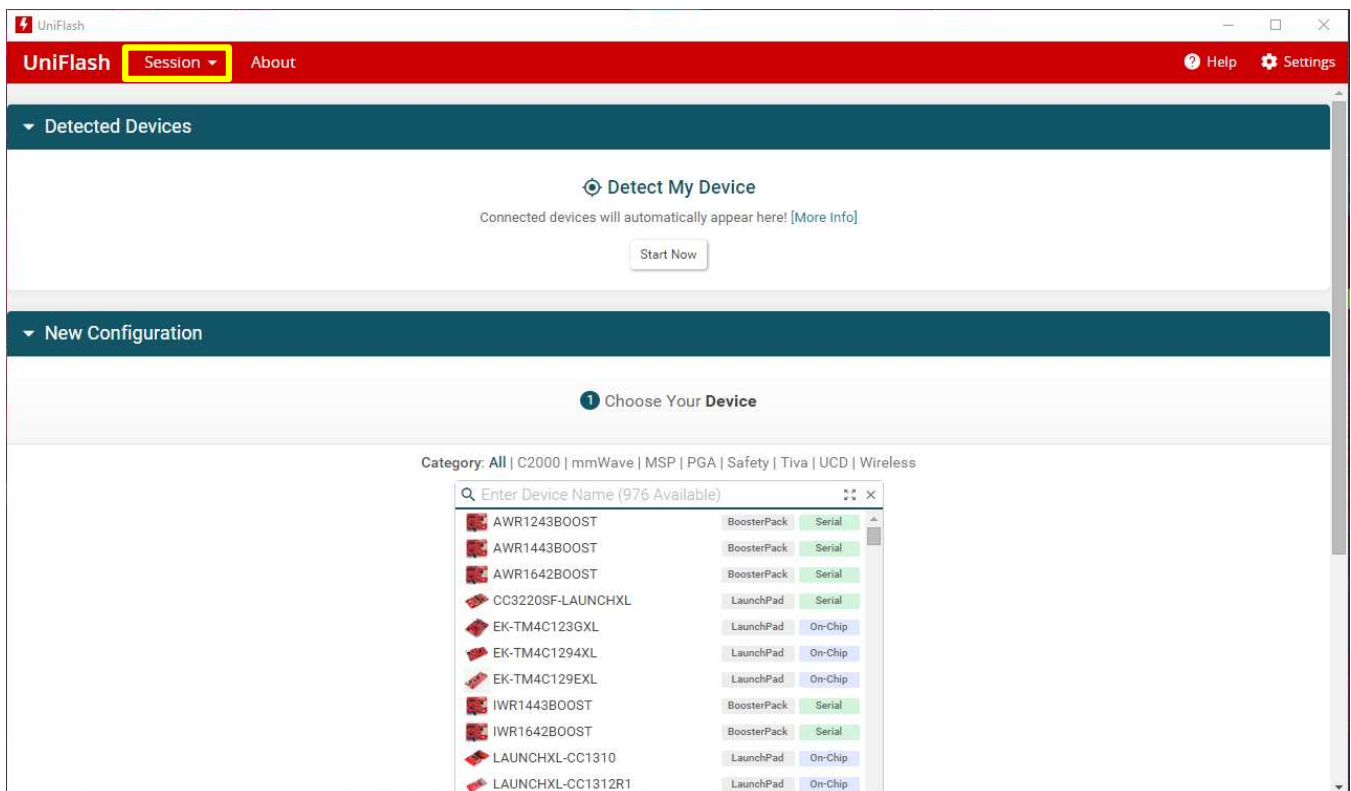 UniFlash
UniFlash Session About Help Settings
Detected Devices
Detect My Device
Connected devices will automatically appear here! [More Info]
Start Now
New Configuration
1 Choose Your Device
Category: All | C2000 | mmWave | MSP | PGA | Safety | Tiva | UCD | Wireless
Enter Device Name (976 Available)
AWR1243BOOST BoosterPack Serial
AWR1443BOOST BoosterPack Serial
AWR1642BOOST BoosterPack Serial
CC3220SF-LAUNCHXL LaunchPad Serial
EK-TM4C123GXL LaunchPad On-Chip
EK-TM4C1294XL LaunchPad On-Chip
EK-TM4C129EXL LaunchPad On-Chip
IWR1443BOOST BoosterPack Serial
IWR1642BOOST BoosterPack Serial
LAUNCHXL-CC1310 LaunchPad On-Chip
LAUNCHXL-CC1312R1 LaunchPad On-Chip